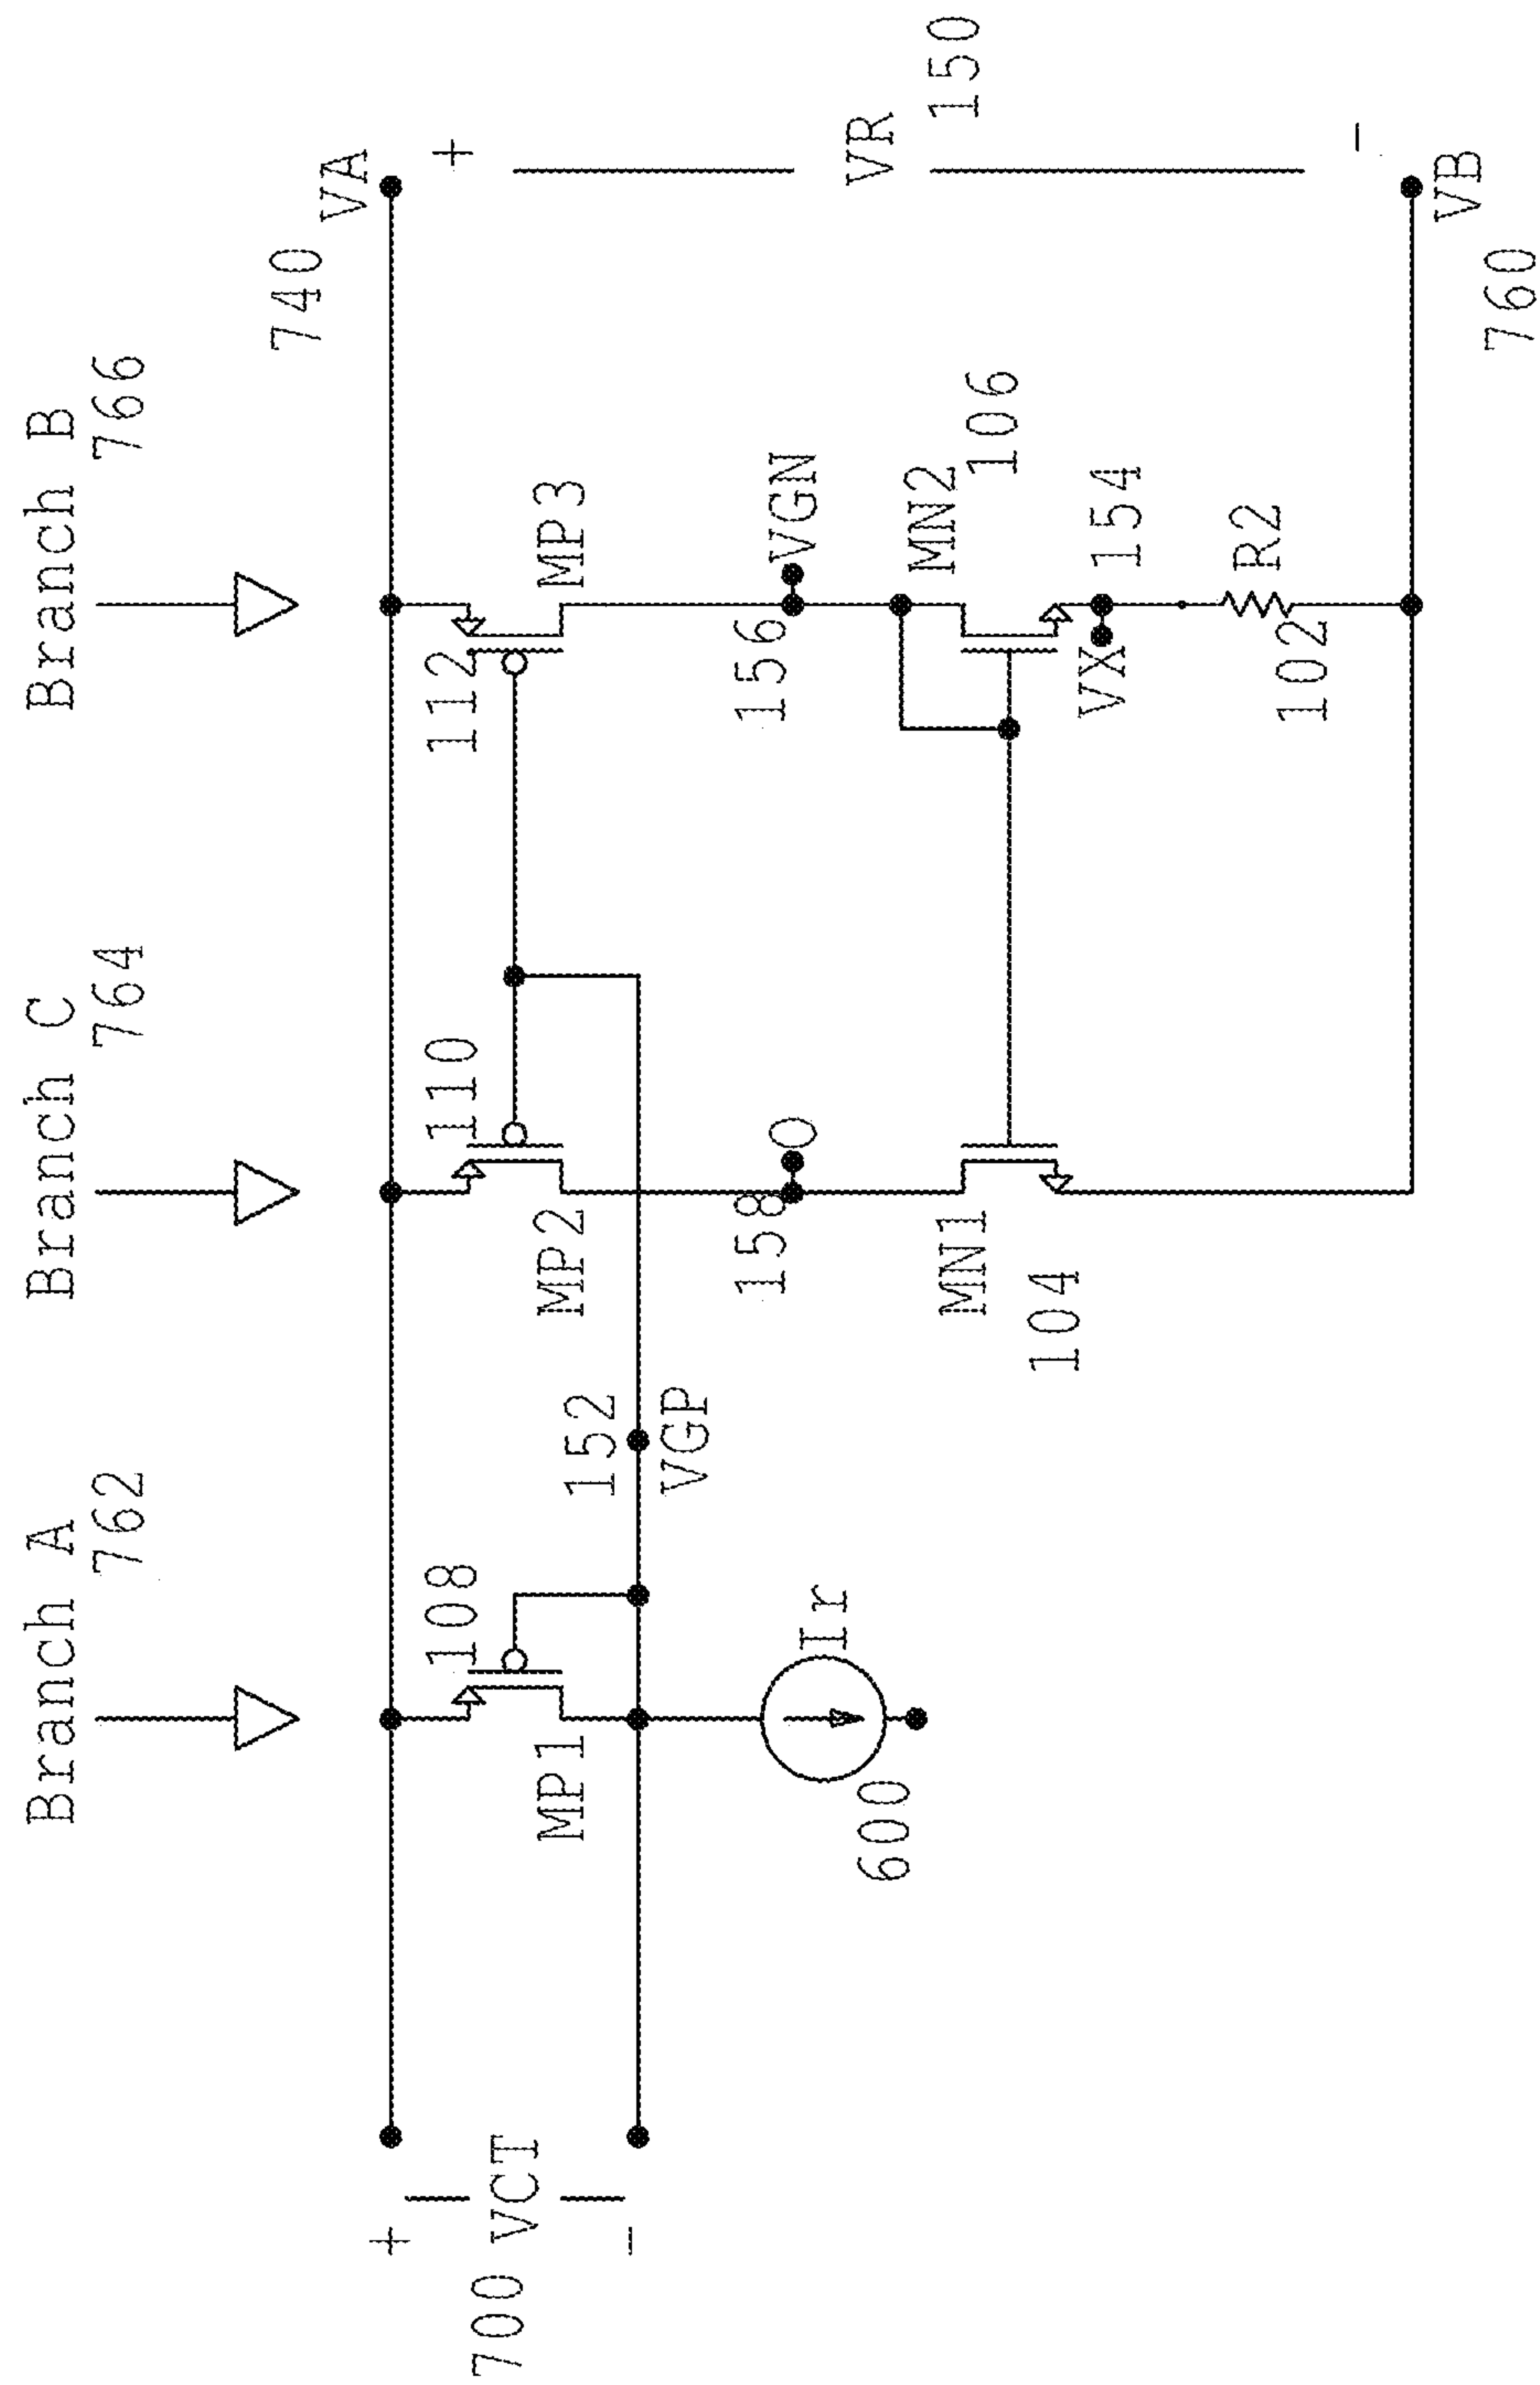 Branch A
762
Branch C
764
Branch B
766
740
VA
+
700 VCT
-
MP1
108
MP2
110
112
MP3
152
VGP
158
O
156
VGN
Ir
600
MN1
104
MN2
106
VX
154
102
R2
+
VR
150
-
760
VB